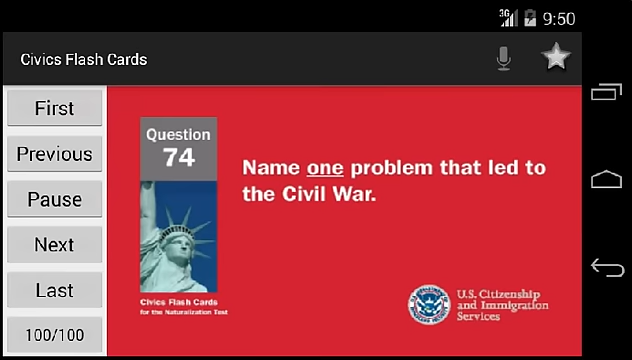 3G 9:50
Civics Flash Cards
First
Previous
Pause
Next
Last
100/100
Question
74
Name one problem that led to
the Civil War.
Civics Flash Cards
for the Naturalization Test
U.S. Citizenship
and Immigration
Services